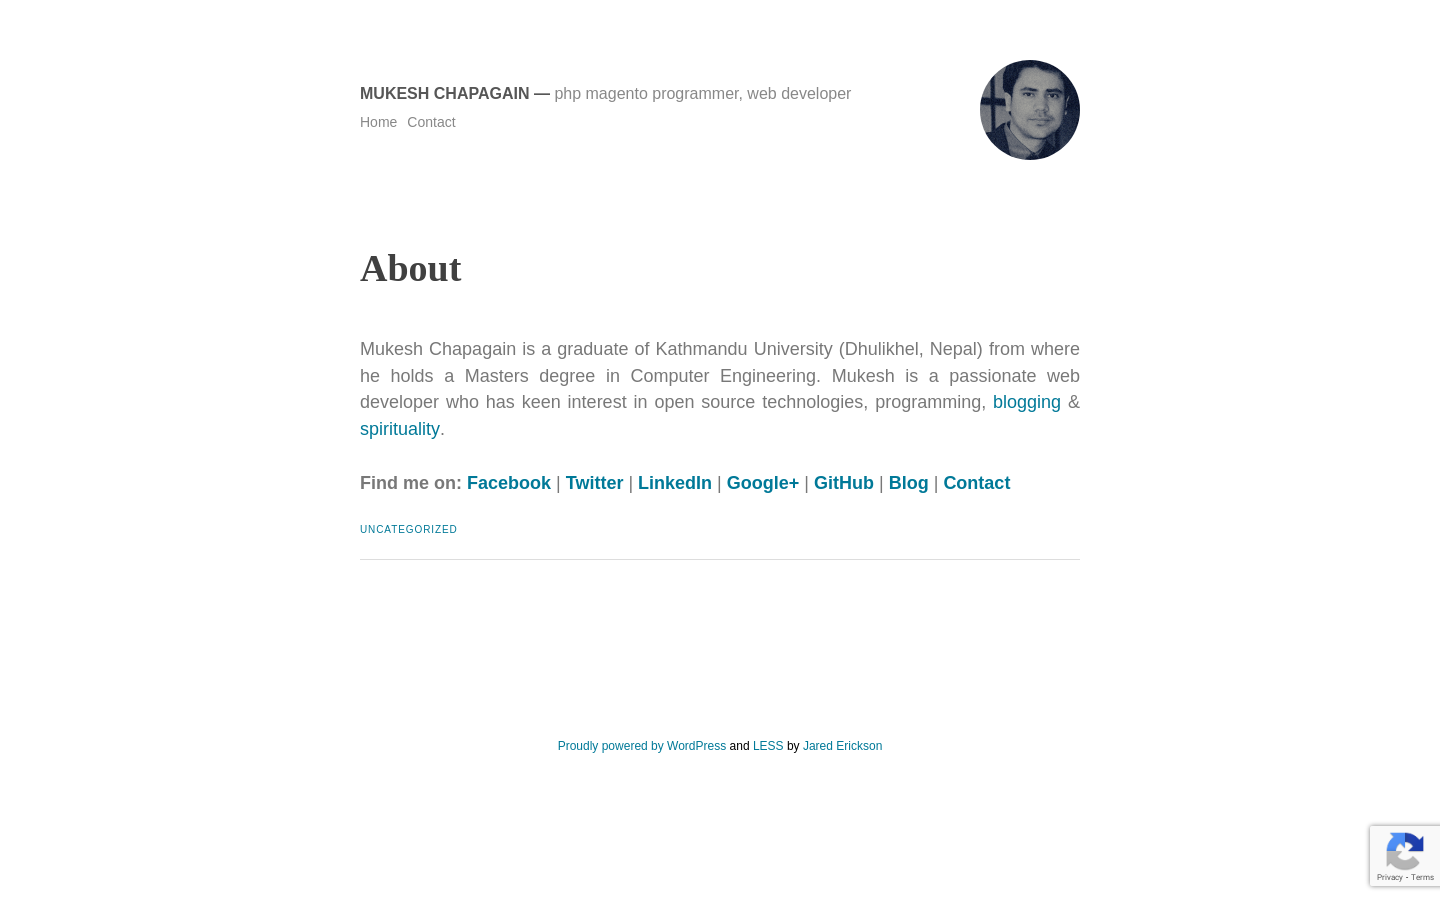 MUKESH CHAPAGAIN — php magento programmer, web developer
Home Contact
About
Mukesh Chapagain is a graduate of Kathmandu University (Dhulikhel, Nepal) from where
he holds a Masters degree in Computer Engineering. Mukesh is a passionate web
developer who has keen interest in open source technologies, programming, blogging &
spirituality.
Find me on: Facebook | Twitter | LinkedIn | Google+ | GitHub | Blog | Contact
UNCATEGORIZED
Proudly powered by WordPress and LESS by Jared Erickson
Privacy - Terms